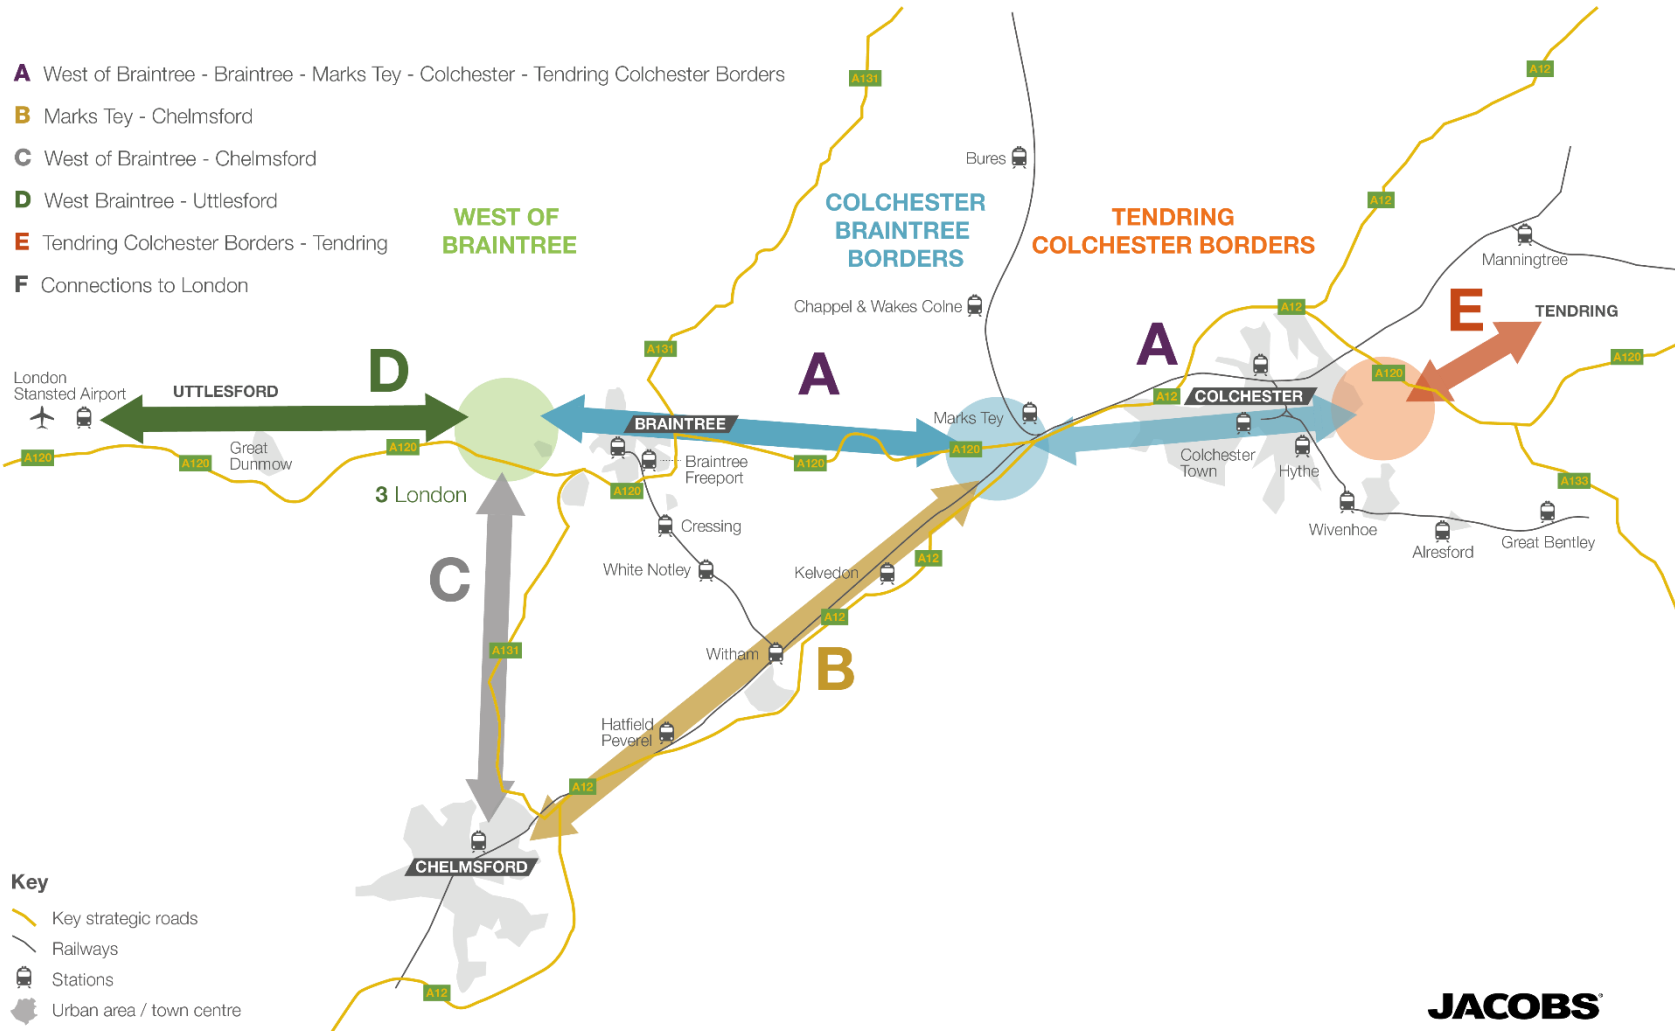 A West of Braintree - Braintree - Marks Tey - Colchester - Tendring Colchester Borders
B Marks Tey - Chelmsford
C West of Braintree - Chelmsford
D West Braintree - Uttlesford
E Tendring Colchester Borders - Tendring
F Connections to London
WEST OF
BRAINTREE
COLCHESTER
BRAINTREE
BORDERS
TENDRING
COLCHESTER BORDERS
A131
A12
A12
Bures
Manningtree
Chappel & Wakes Colne
A12
E
TENDRING
A131
D
A
A
A120
A120
London
Stansted Airport
UTTLESFORD
A12
COLCHESTER
Marks Tey
BRAINTREE
Great
Dunmow
A120
A120
A120
A120
A120
Braintree
Freeport
Colchester
Town
Hythe
A120
3 London
A133
Cressing
Wivenhoe
Alresford
Great Bentley
C
White Notley
Kelvedon
A12
A12
A131
Witham
B
Hatfield
Peverel
A12
CHELMSFORD
A12
Key
Key strategic roads
Railways
Stations
Urban area / town centre
JACOBS®